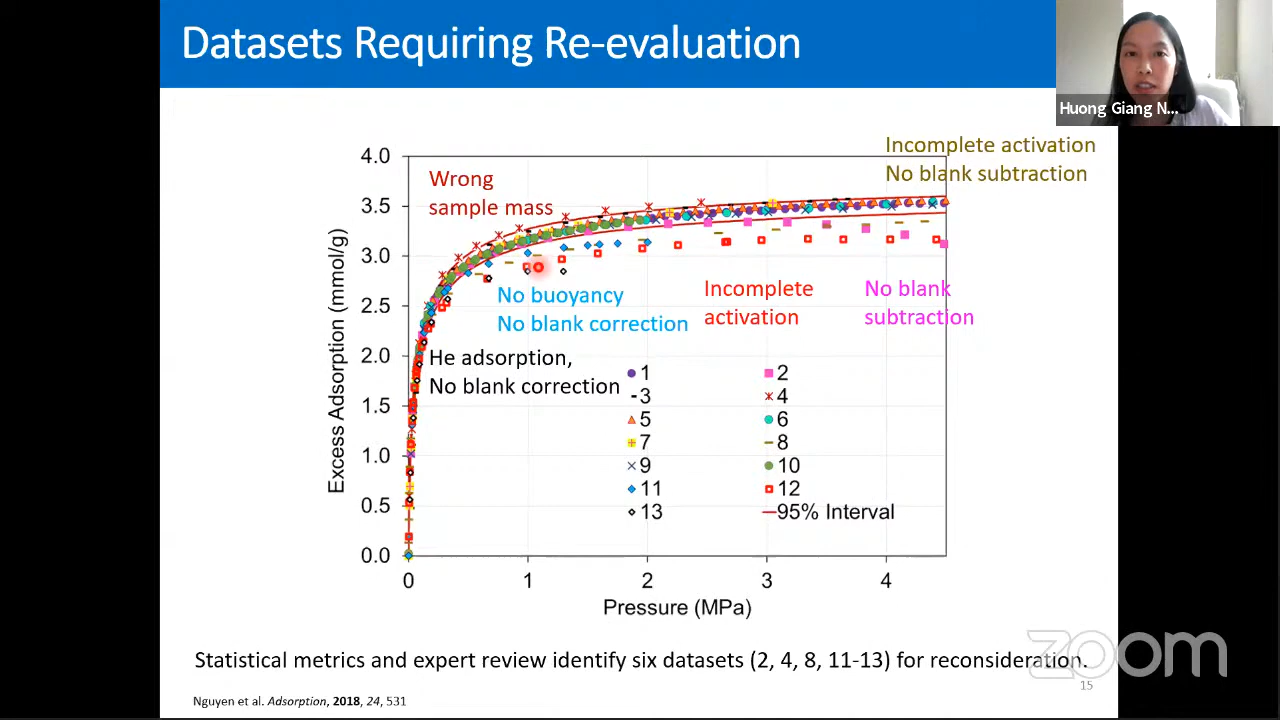 Datasets Requiring Re-evaluation
Huong Giang N...
Incomplete activation
No blank subtraction
Wrong
sample mass
No buoyancy
No blank correction
Incomplete
activation
No blank
subtraction
He adsorption,
No blank correction
4.0
3.5
3.0
2.5
2.0
1.5
1.0
0.5
0.0
Excess Adsorption (mmol/g)
1
2
3
4
5
6
7
8
9
10
11
12
13
95% Interval
0
1
2
3
4
Pressure (MPa)
Statistical metrics and expert review identify six datasets (2, 4, 8, 11-13) for reconsideration.
zoom
15
Nguyen et al. Adsorption, 2018, 24, 531